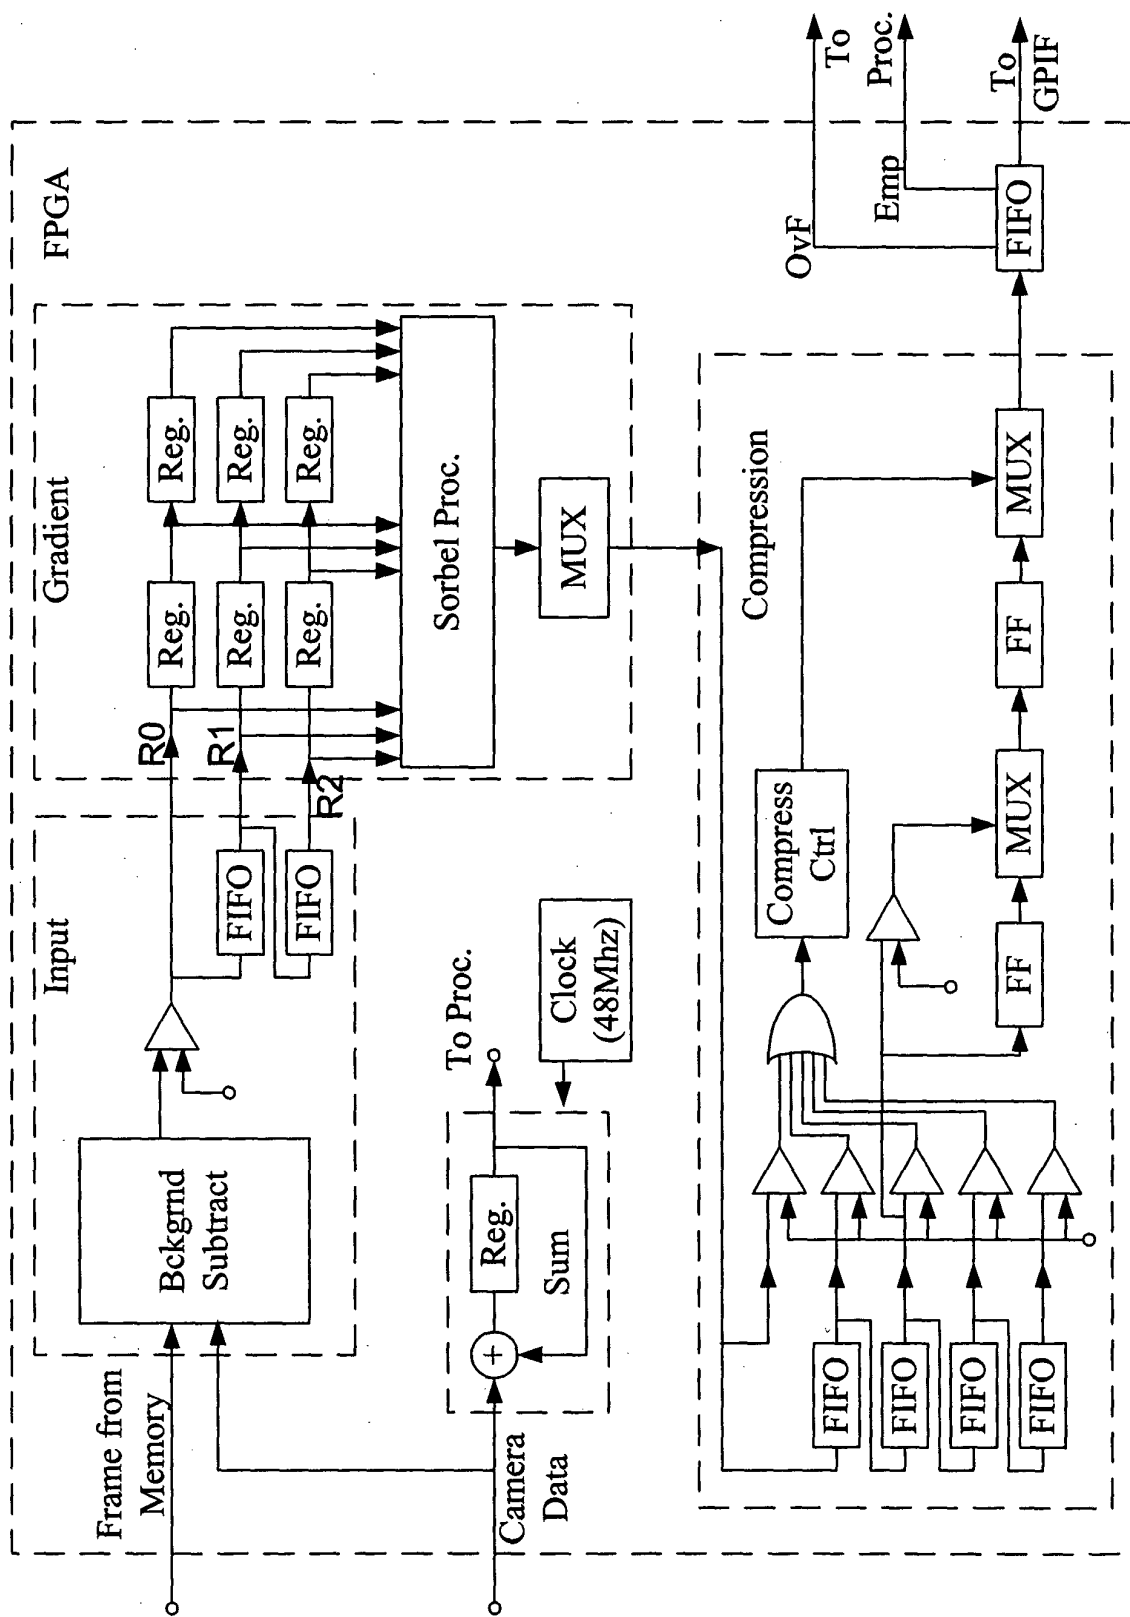 FPGA
Input
Gradient
Frame from
Memory
Bckgrnd
Subtract
FIFO
FIFO
R0
R1
R2
Reg.
Reg.
Reg.
Reg.
Reg.
Reg.
Sorbel Proc.
MUX
Camera
Data
Reg.
Sum
To Proc.
Clock
(48Mhz)
Compression
FIFO
FIFO
FIFO
FIFO
Compress
Ctrl
FF
MUX
FF
MUX
FIFO
OvF
Emp
To
Proc.
To
GPIF